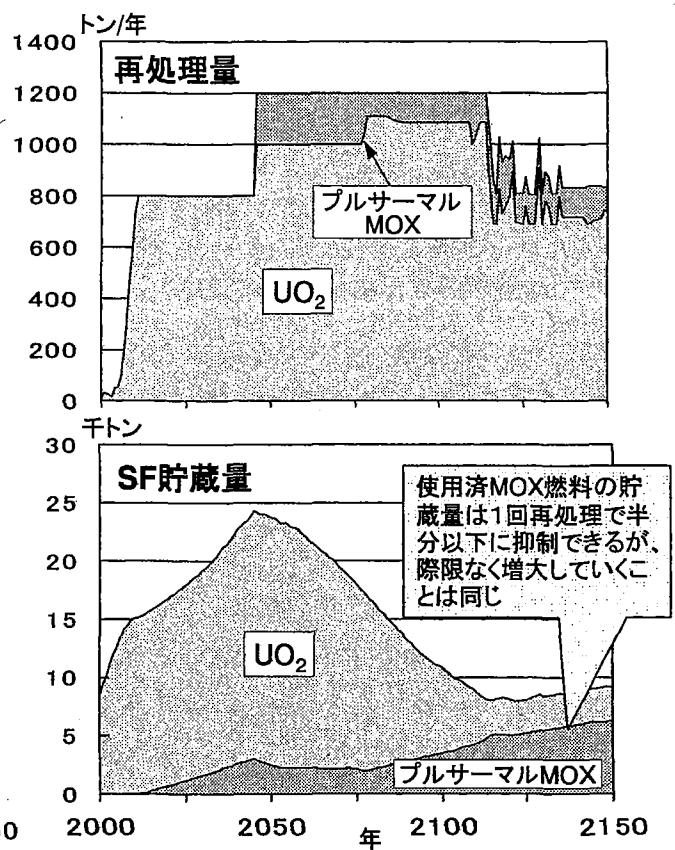 トン/年
1400
再処理量
1200
1000
800
プルサーマル
MOX
600
UO₂
400
200
0
千トン
30
SF貯蔵量
25
使用済MOX燃料の貯
蔵量は1回再処理で半
分以下に抑制できるが、
際限なく増大していくこ
とは同じ
20
15
UO₂
10
5
プルサーマルMOX
0
00
2000
2050
年
2100
2150